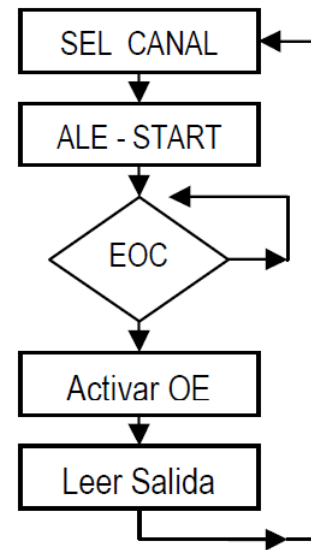 SEL CANAL
ALE - START
EOC
Activar OE
Leer Salida